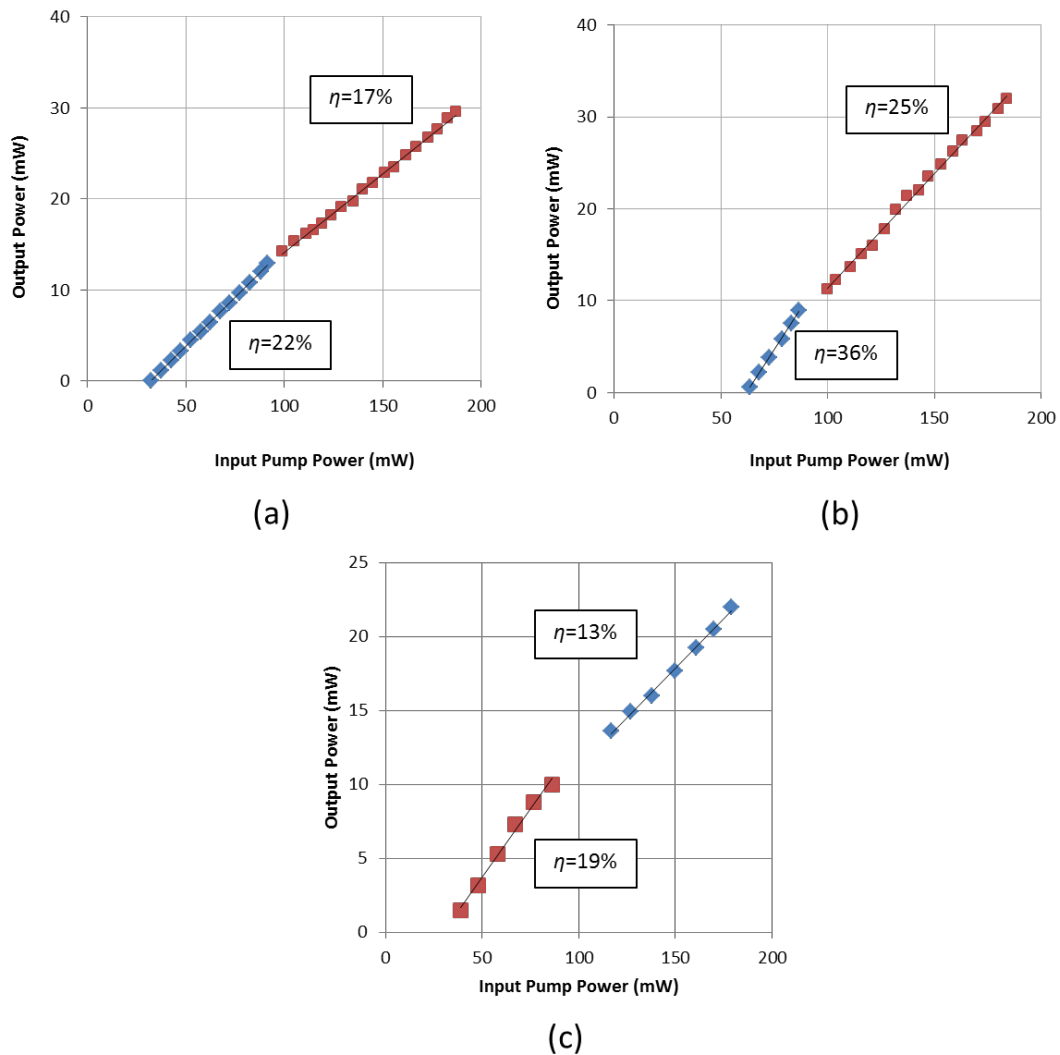 40
30
20
10
0
0 50 100 150 200
Output Power (mW)
Input Pump Power (mW)
η=17%
η=22%
(a)
40
30
20
10
0
0 50 100 150 200
Output Power (mW)
Input Pump Power (mW)
η=25%
η=36%
(b)
25
20
15
10
5
0
0 50 100 150 200
Output Power (mW)
Input Pump Power (mW)
η=13%
η=19%
(c)